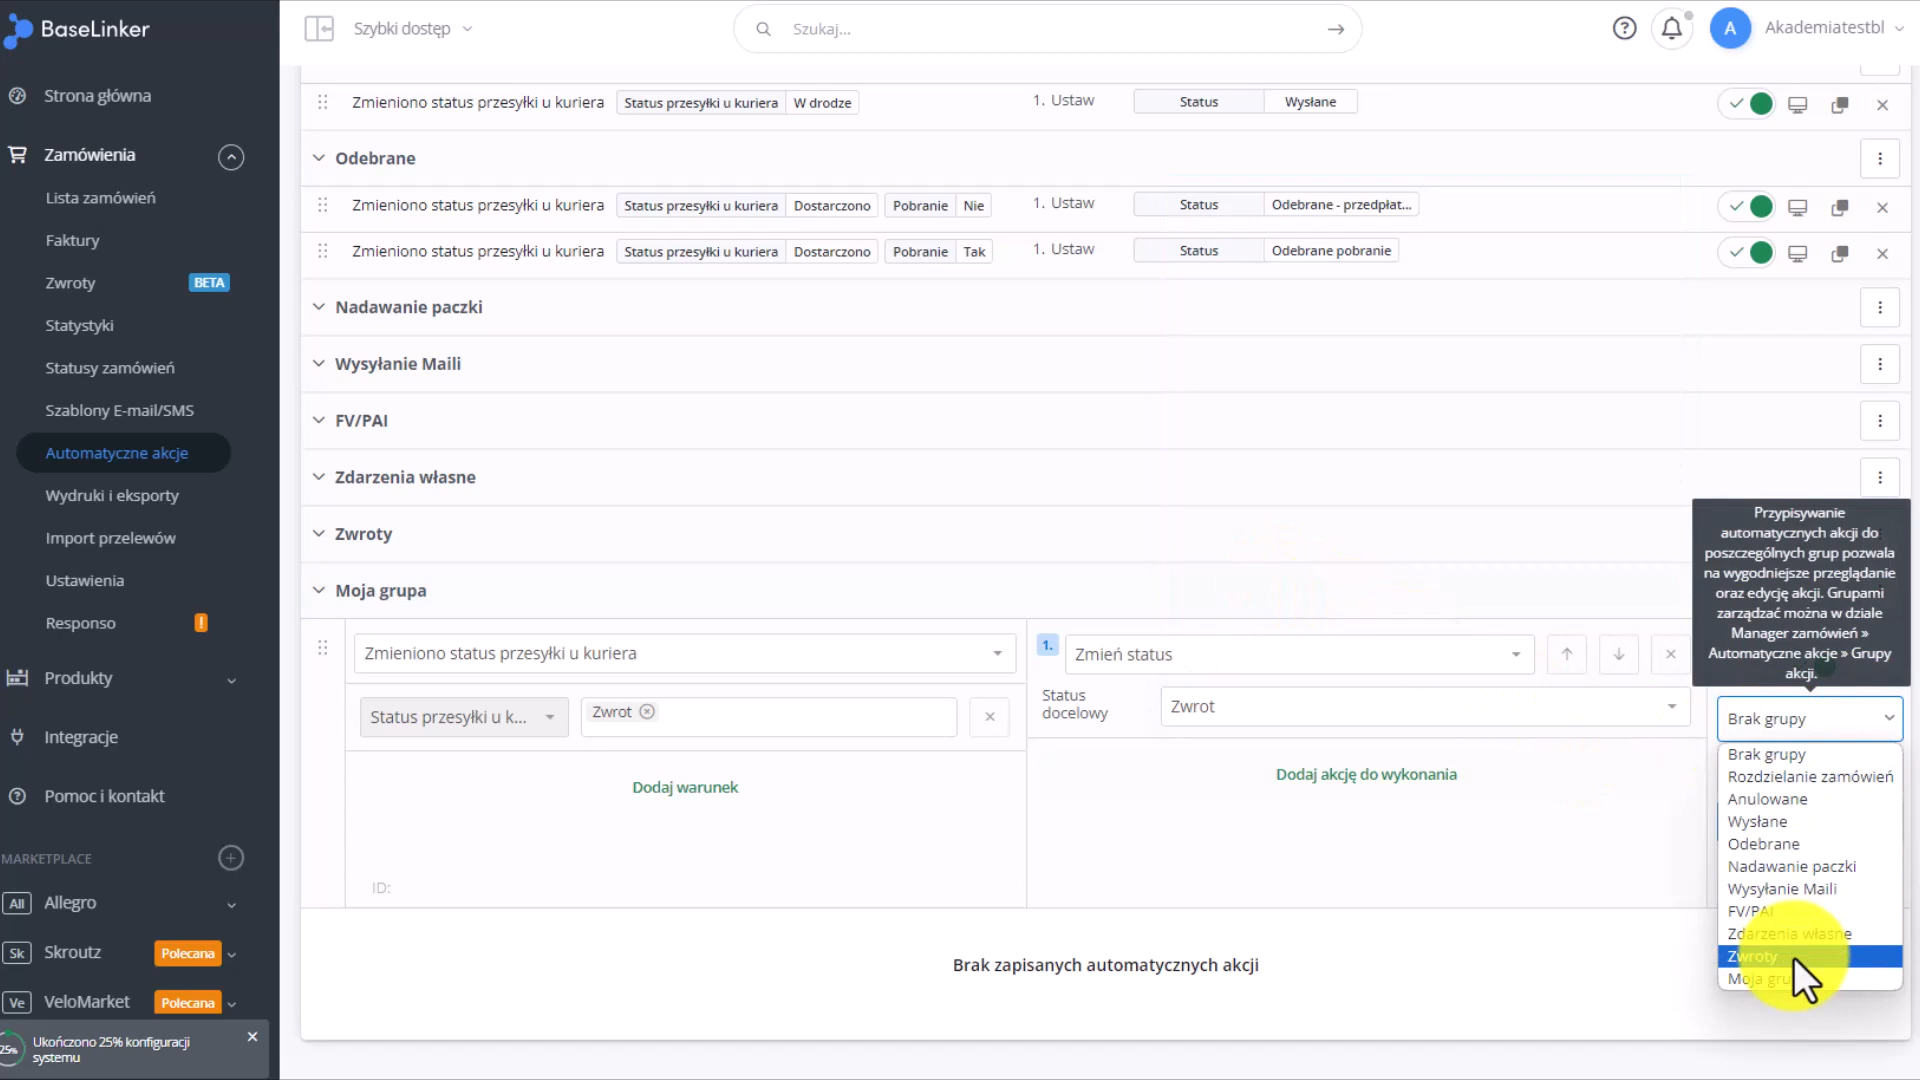 BaseLinker
Szybki dostęp
Szukaj...
A
Akademiatestbl
Strona główna
Zamówienia
Lista zamówień
Faktury
Zwroty BETA
Statystyki
Statusy zamówień
Szablony E-mail/SMS
Automatyczne akcje
Wydruki i eksporty
Import przelewów
Ustawienia
Responso !
Produkty
Integracje
Pomoc i kontakt
MARKETPLACE
All Allegro
Sk Skroutz Polecana
Ve VeloMarket Polecana
25%
Ukończono 25% konfiguracji
systemu
Zmieniono status przesyłki u kuriera Status przesyłki u kuriera W drodze 1. Ustaw Status Wysłane
Odebrane
Zmieniono status przesyłki u kuriera Status przesyłki u kuriera Dostarczono Pobranie Nie 1. Ustaw Status Odebrane - przedpłat...
Zmieniono status przesyłki u kuriera Status przesyłki u kuriera Dostarczono Pobranie Tak 1. Ustaw Status Odebrane pobranie
Nadawanie paczki
Wysyłanie Maili
FV/PAI
Zdarzenia własne
Zwroty
Moja grupa
Zmieniono status przesyłki u kuriera
1. Zmień status
Status przesyłki u k... Zwrot
Status
docelowy
Zwrot
Dodaj warunek
Dodaj akcję do wykonania
ID:
Brak zapisanych automatycznych akcji
Przypisywanie
automatycznych akcji do
poszczególnych grup pozwala
na wygodniejsze przeglądanie
oraz edycję akcji. Grupami
zarządzać można w dziale
Manager zamówień »
Automatyczne akcje » Grupy
akcji.
Brak grupy
Brak grupy
Rozdzielanie zamówień
Anulowane
Wysłane
Odebrane
Nadawanie paczki
Wysyłanie Maili
FV/PAI
Zdarzenia własne
Zwroty
Moja gru